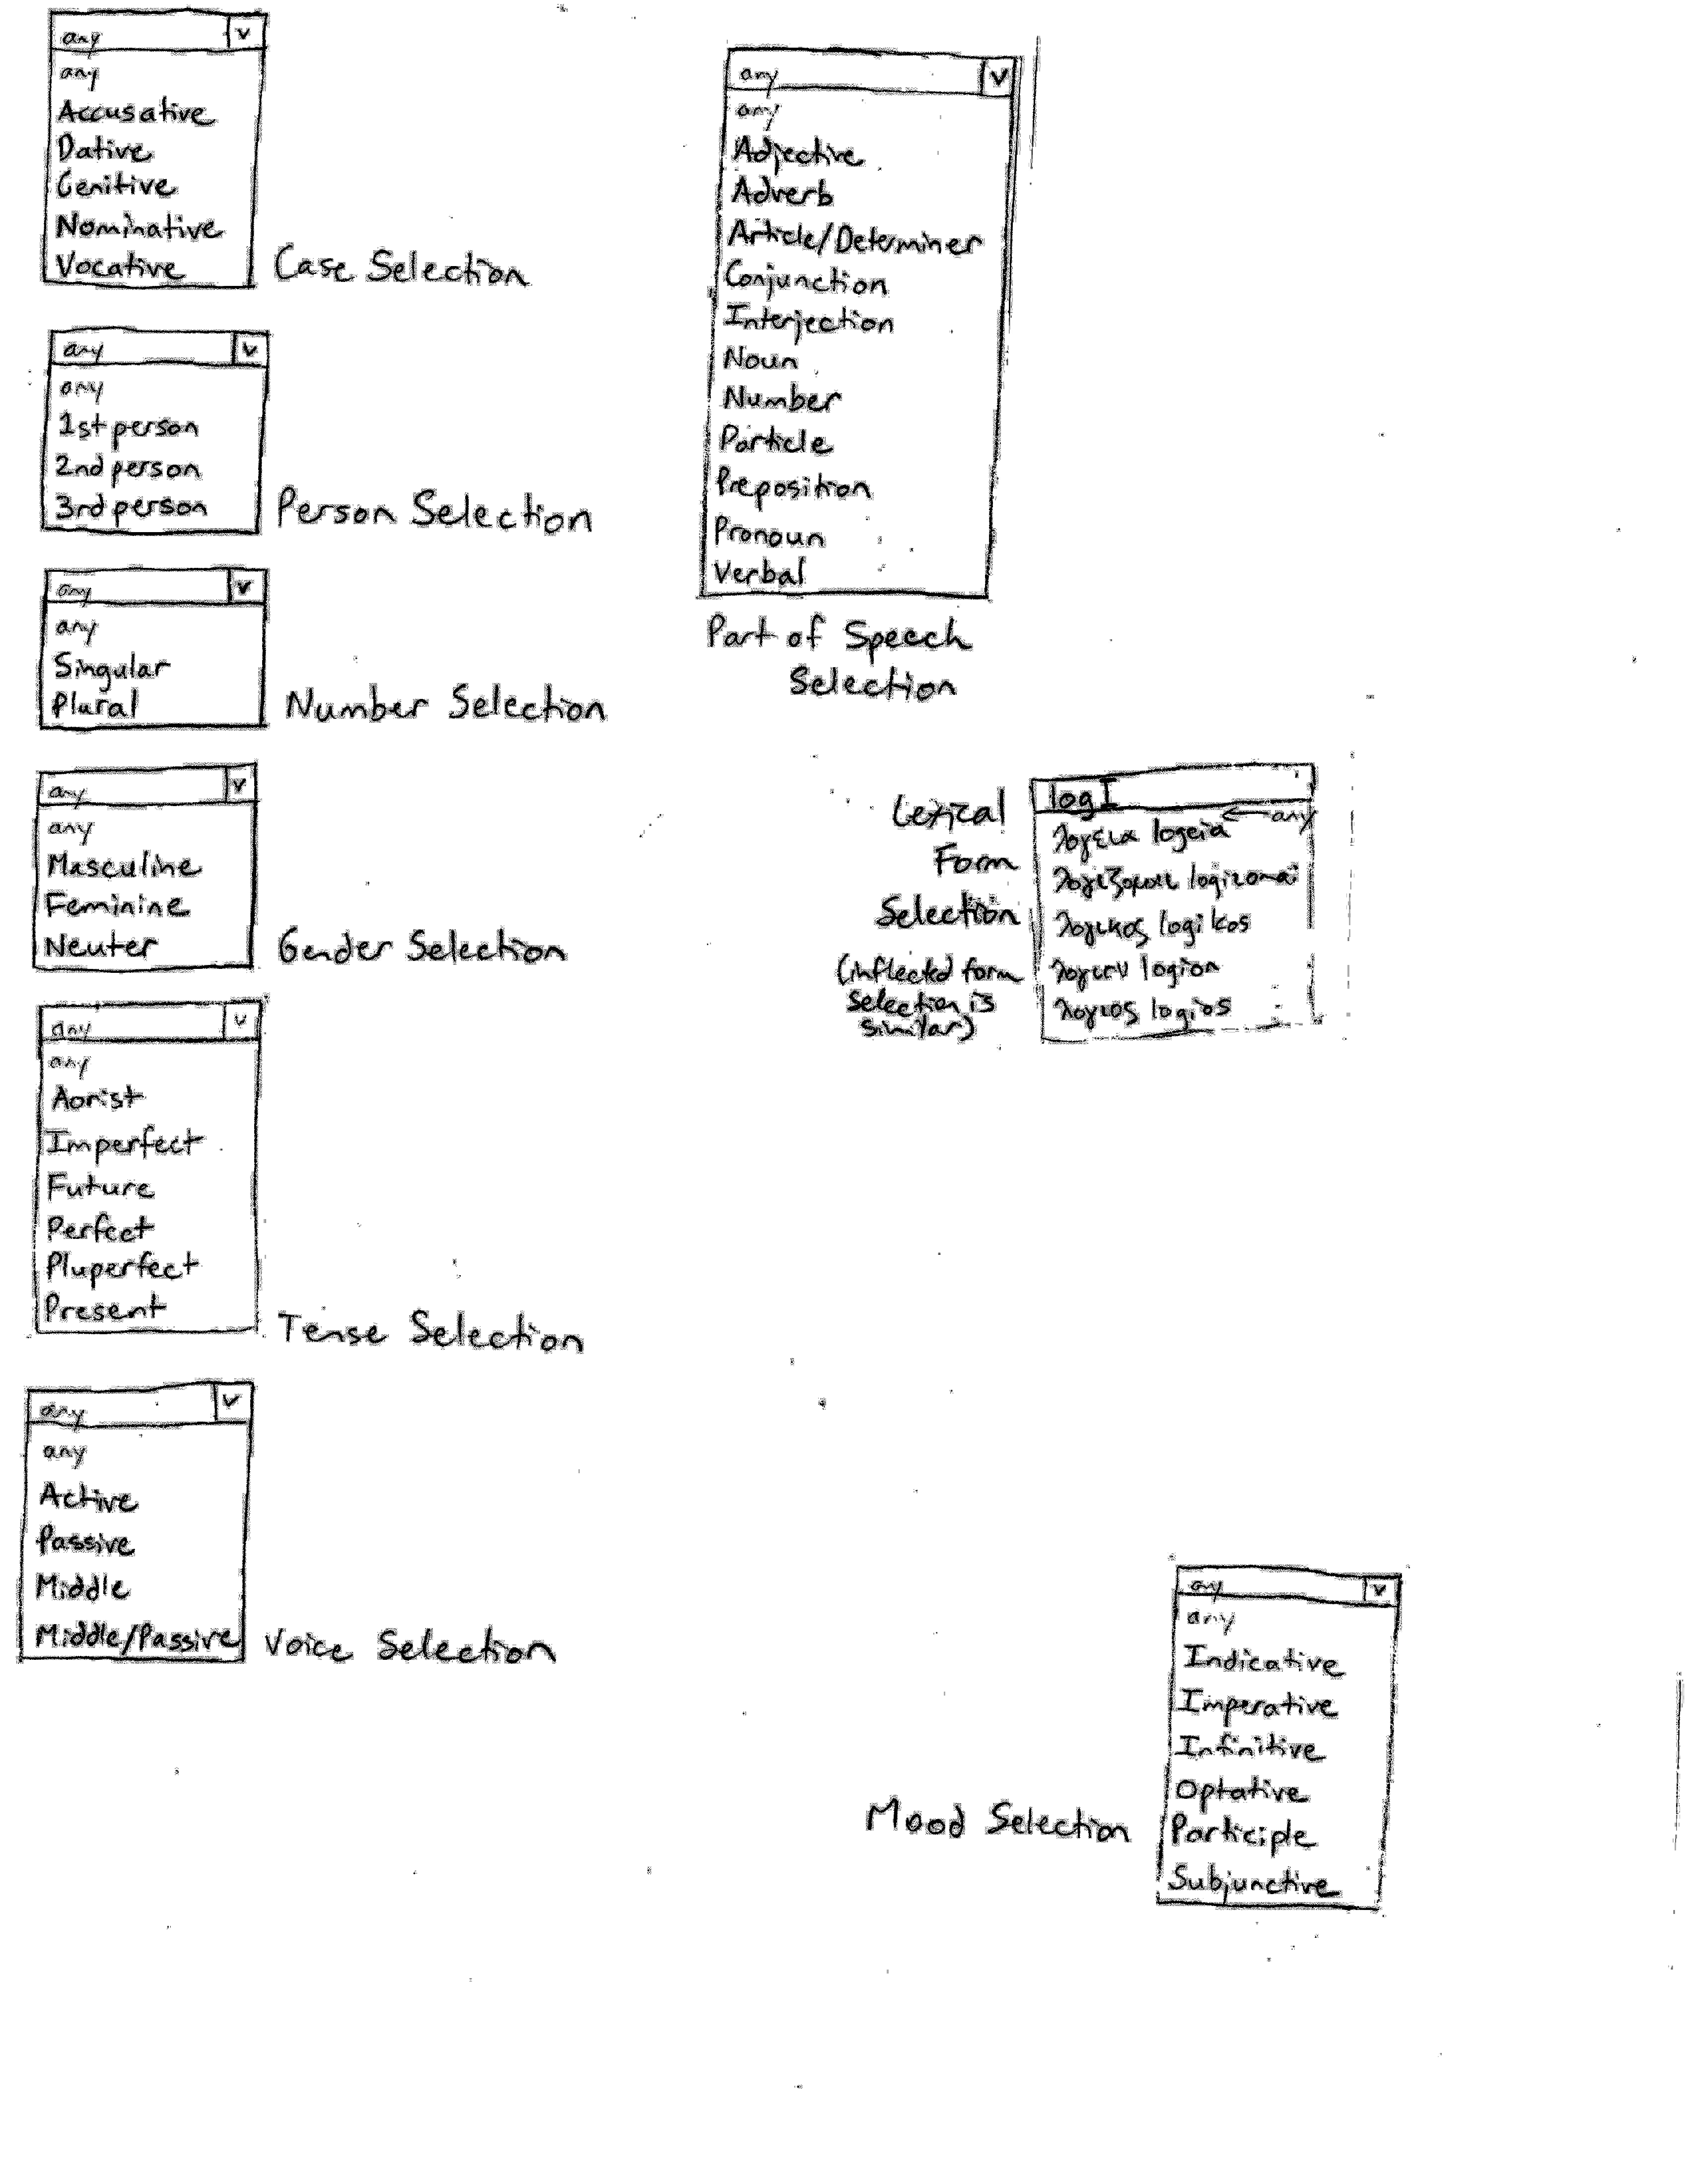 any v
any
Accusative
Dative
Genitive
Nominative
Vocative
Case Selection
any v
any
1st person
2nd person
3rd person
Person Selection
any v
any
Singular
Plural
Number Selection
any v
any
Masculine
Feminine
Neuter
Gender Selection
any v
any
Aorist
Imperfect
Future
Perfect
Pluperfect
Present
Tense Selection
any v
any
Active
Passive
Middle
Middle/Passive
Voice Selection
any v
any
Adjective
Adverb
Article/Determiner
Conjunction
Interjection
Noun
Number
Particle
Preposition
Pronoun
Verbal
Part of Speech
Selection
Lexical
Form
Selection
(inflected form
selection is
similar)
log
←any
λογεια logeia
logizomai
λογικος logikos
logion
λογιος logios
Mood Selection
any v
any
Indicative
Imperative
Infinitive
Optative
Participle
Subjunctive